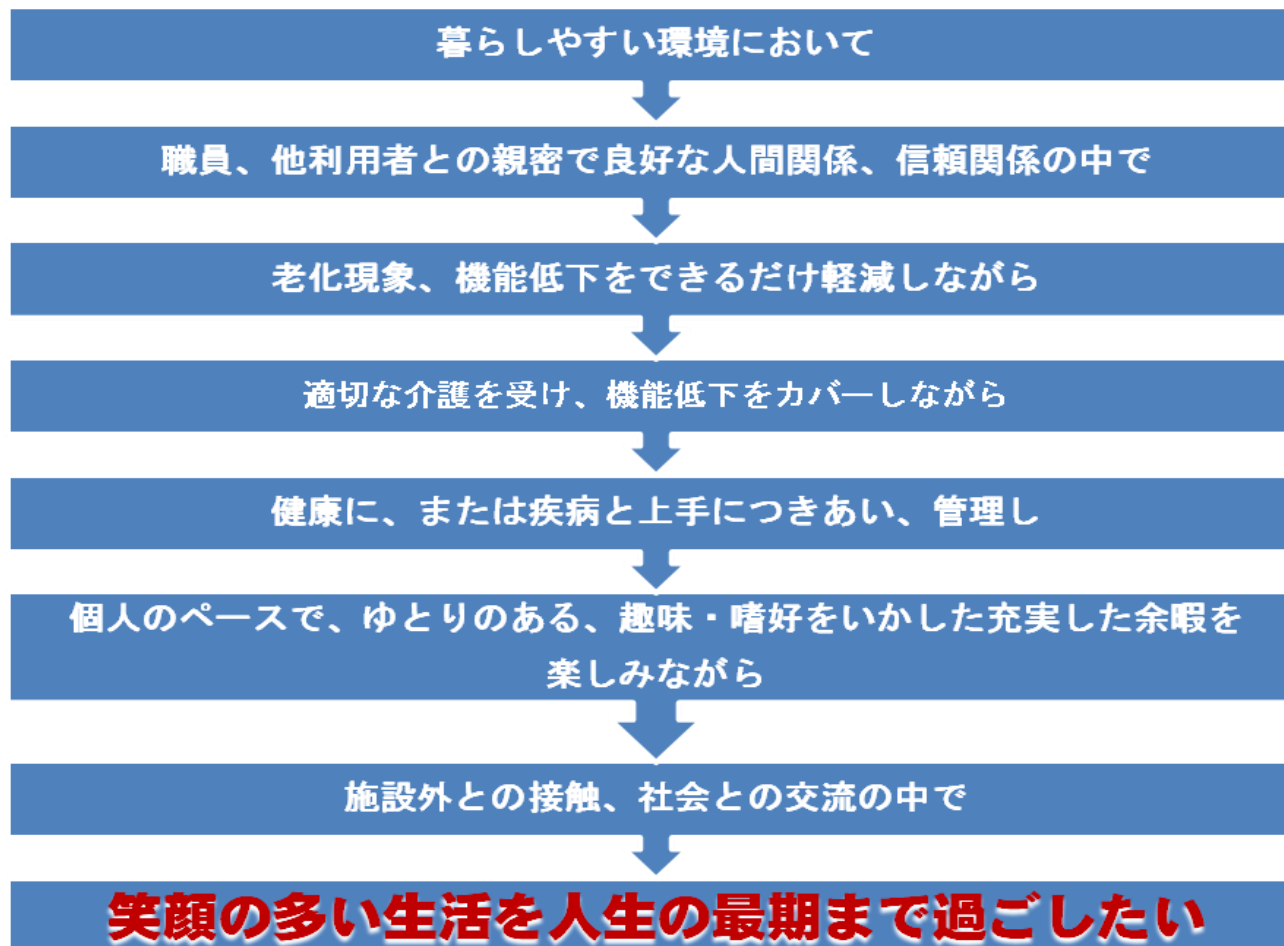 暮らしやすい環境において
職員、他利用者との親密で良好な人間関係、信頼関係の中で
老化現象、機能低下をできるだけ軽減しながら
適切な介護を受け、機能低下をカバーしながら
健康に、または疾病と上手につきあい、管理し
個人のペースで、ゆとりのある、趣味・嗜好をいかした充実した余暇を
楽しみながら
施設外との接触、社会との交流の中で
笑顔の多い生活を人生の最期まで過ごしたい